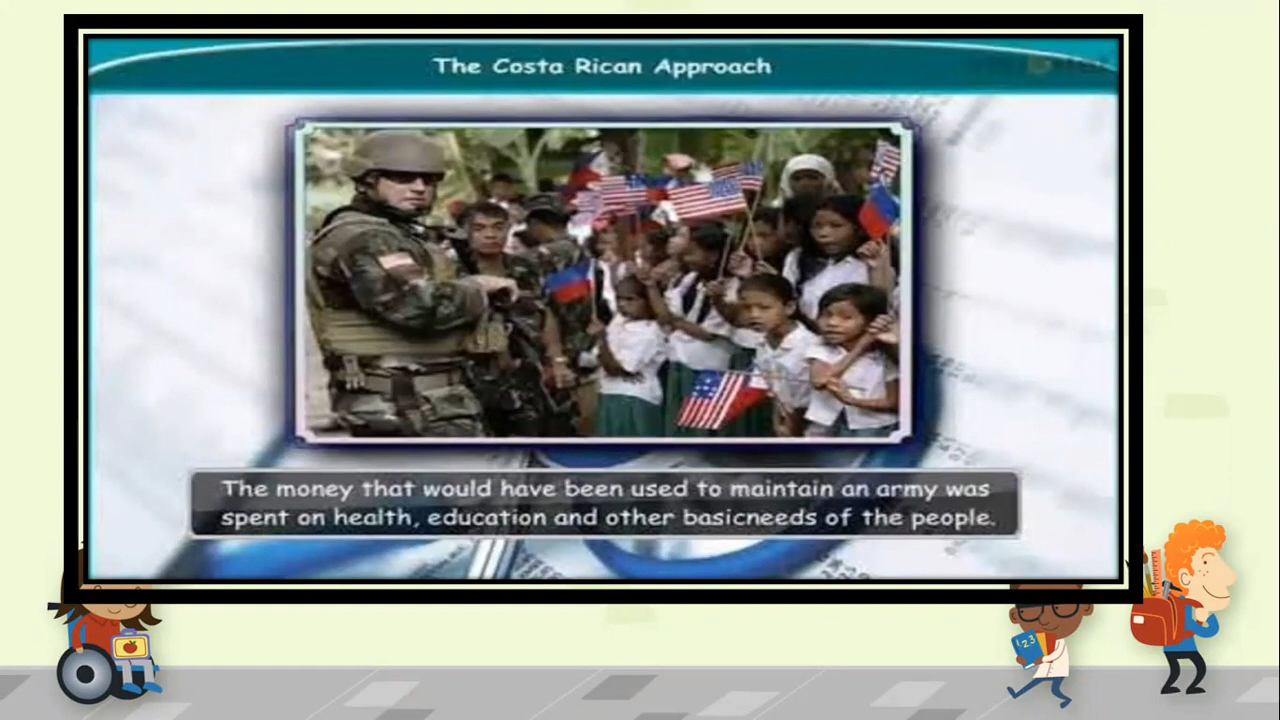 The Costa Rican Approach
The money that would have been used to maintain an army was
spent on health, education and other basicneeds of the people.
123